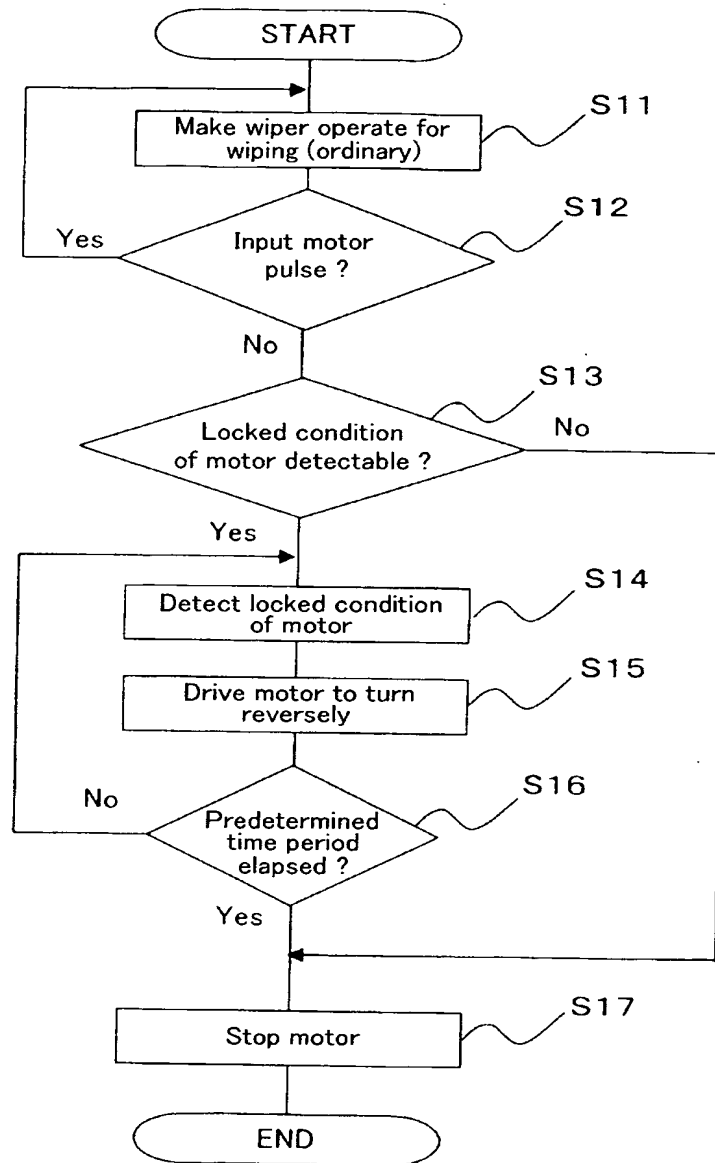 START
S11
Make wiper operate for
wiping (ordinary)
S12
Yes
Input motor
pulse ?
No
S13
Locked condition
of motor detectable ?
No
Yes
S14
Detect locked condition
of motor
S15
Drive motor to turn
reversely
S16
No
Predetermined
time period
elapsed ?
Yes
S17
Stop motor
END